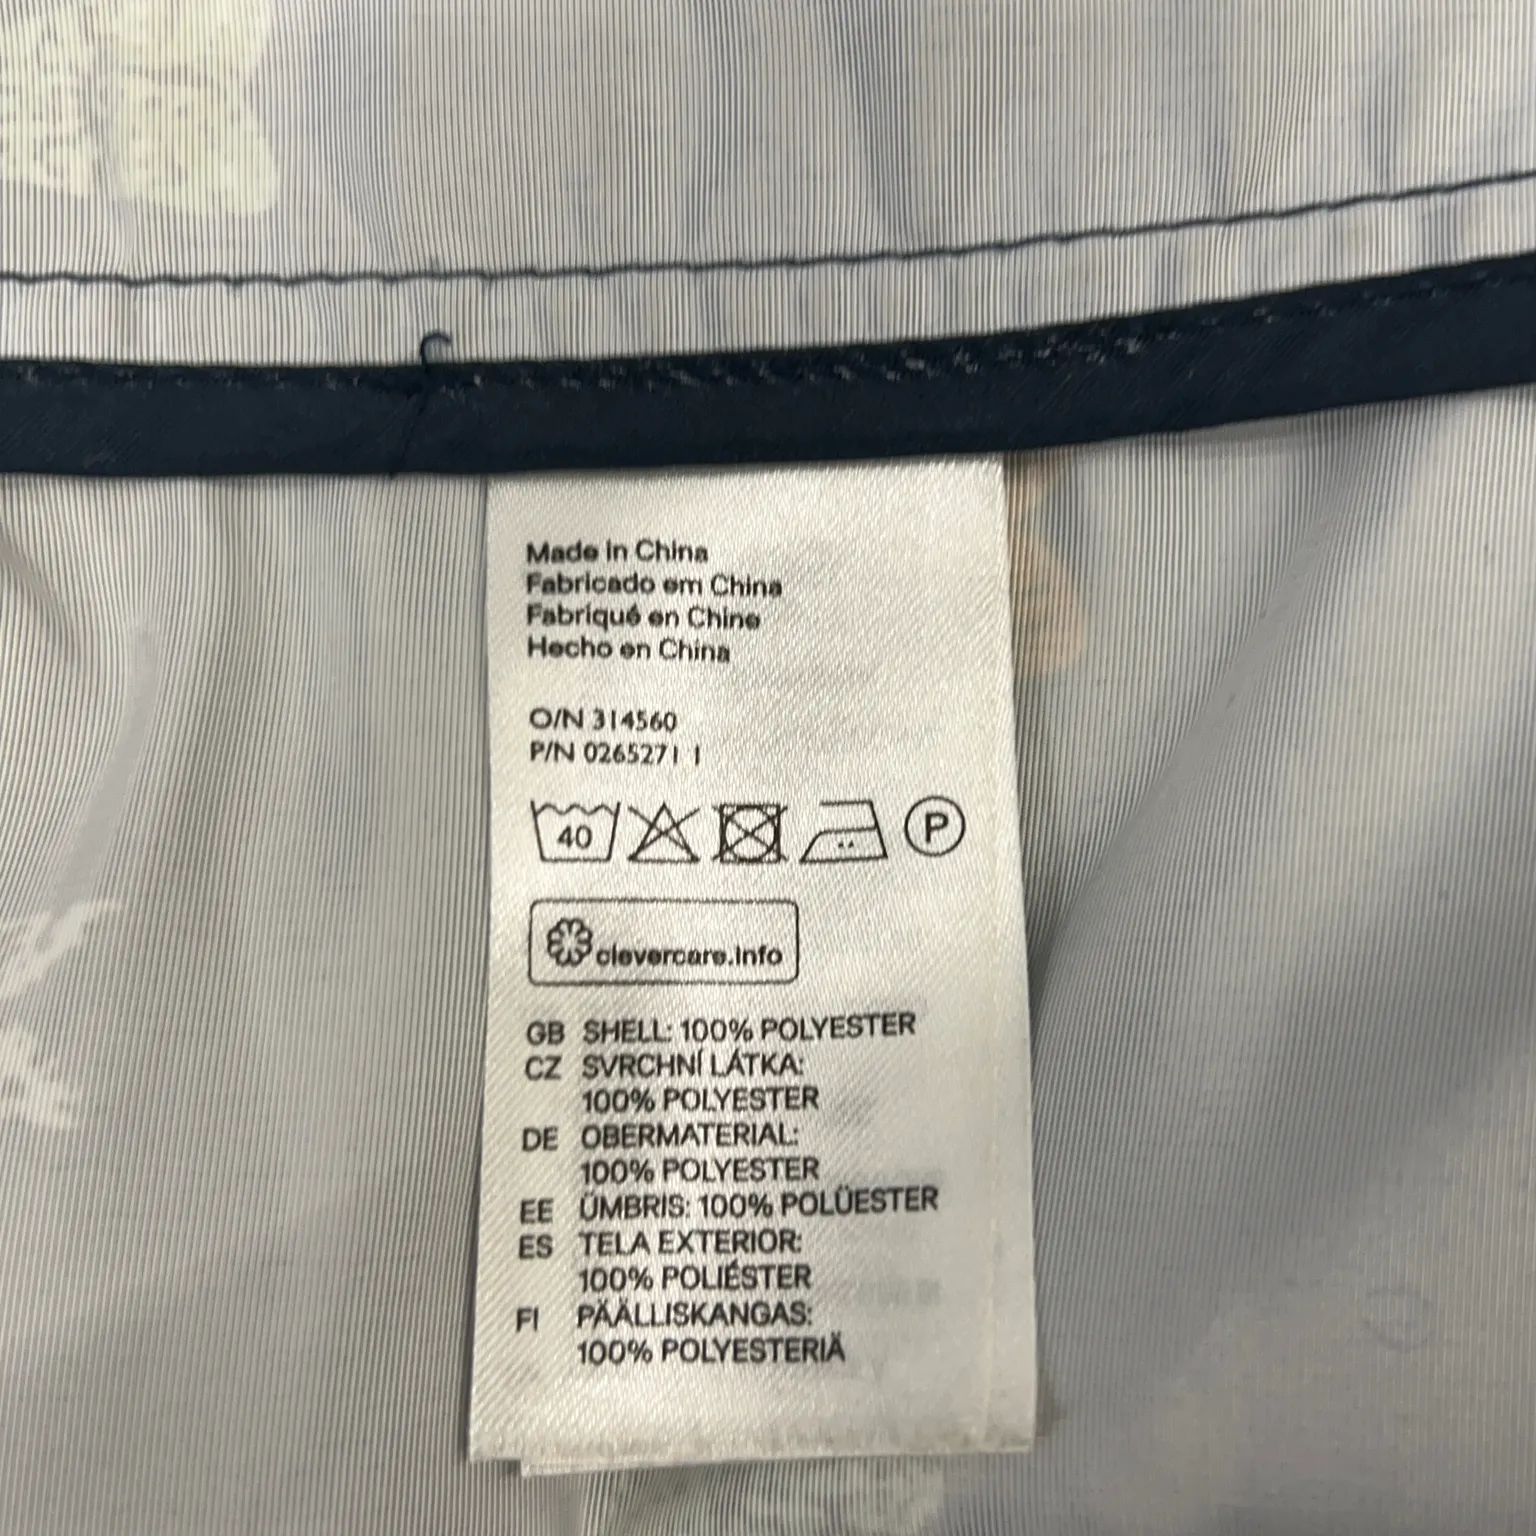 Made in China
Fabricado em China
Fabriqué en Chine
Hecho en China
O/N 314560
P/N 0265271 1
40
P
clevercare.info
GB SHELL: 100% POLYESTER
CZ SVRCHNÍ LÁTKA:
100% POLYESTER
DE OBERMATERIAL:
100% POLYESTER
EE ÜMBRIS: 100% POLÜESTER
ES TELA EXTERIOR:
100% POLIÉSTER
FI PÄÄLLISKANGAS:
100% POLYESTERIÄ